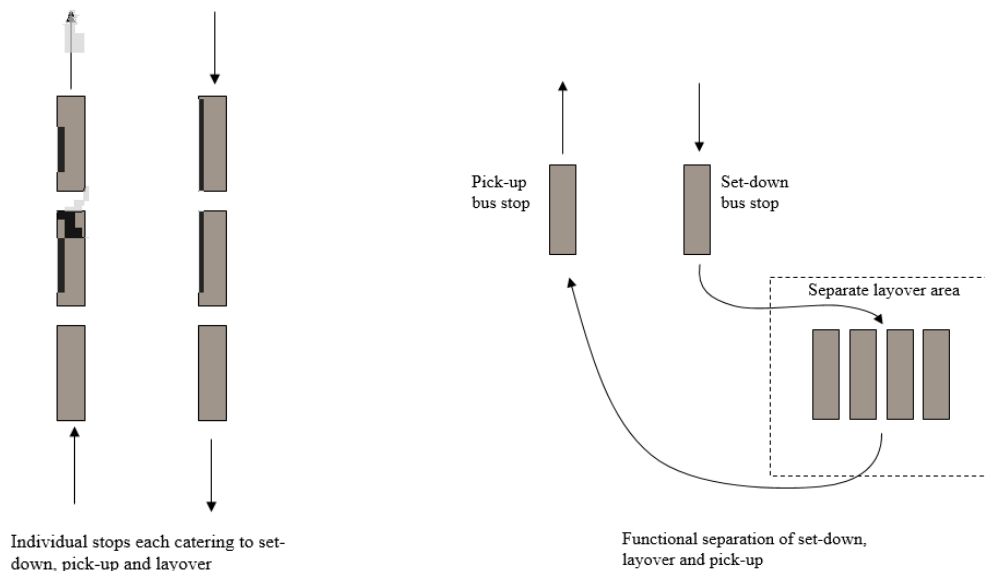 Pick-up
bus stop
Set-down
bus stop
Separate layover area
Individual stops each catering to set-
down, pick-up and layover
Functional separation of set-down,
layover and pick-up